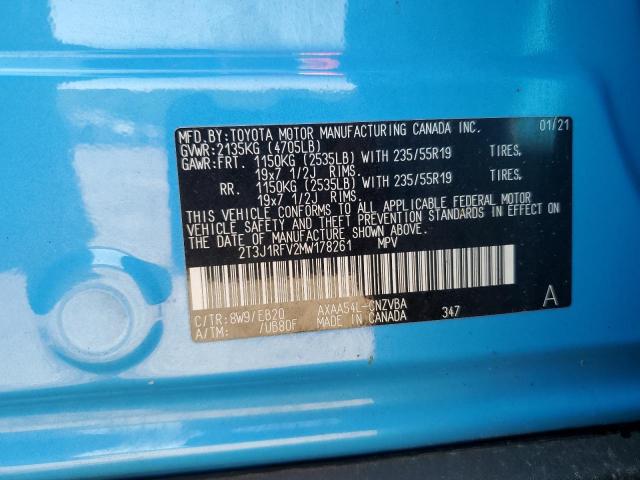 MFD.BY:TOYOTA MOTOR MANUFACTURING CANADA INC. 01/21
GVWR:2135KG (4705LB)
GAWR:FRT. 1150KG (2535LB) WITH 235/55R19 TIRES,
19x7 1/2J RIMS.
RR. 1150KG (2535LB) WITH 235/55R19 TIRES,
19x7 1/2J RIMS.
THIS VEHICLE CONFORMS TO ALL APPLICABLE FEDERAL MOTOR
VEHICLE SAFETY AND THEFT PREVENTION STANDARDS IN EFFECT ON
THE DATE OF MANUFACTURE SHOWN ABOVE.
2T3J1RFV2MW178261 MPV
C/TR:8W9/EB20 AXAA54L-CNZVBA
A/TM: /UB80F MADE IN CANADA 347 A